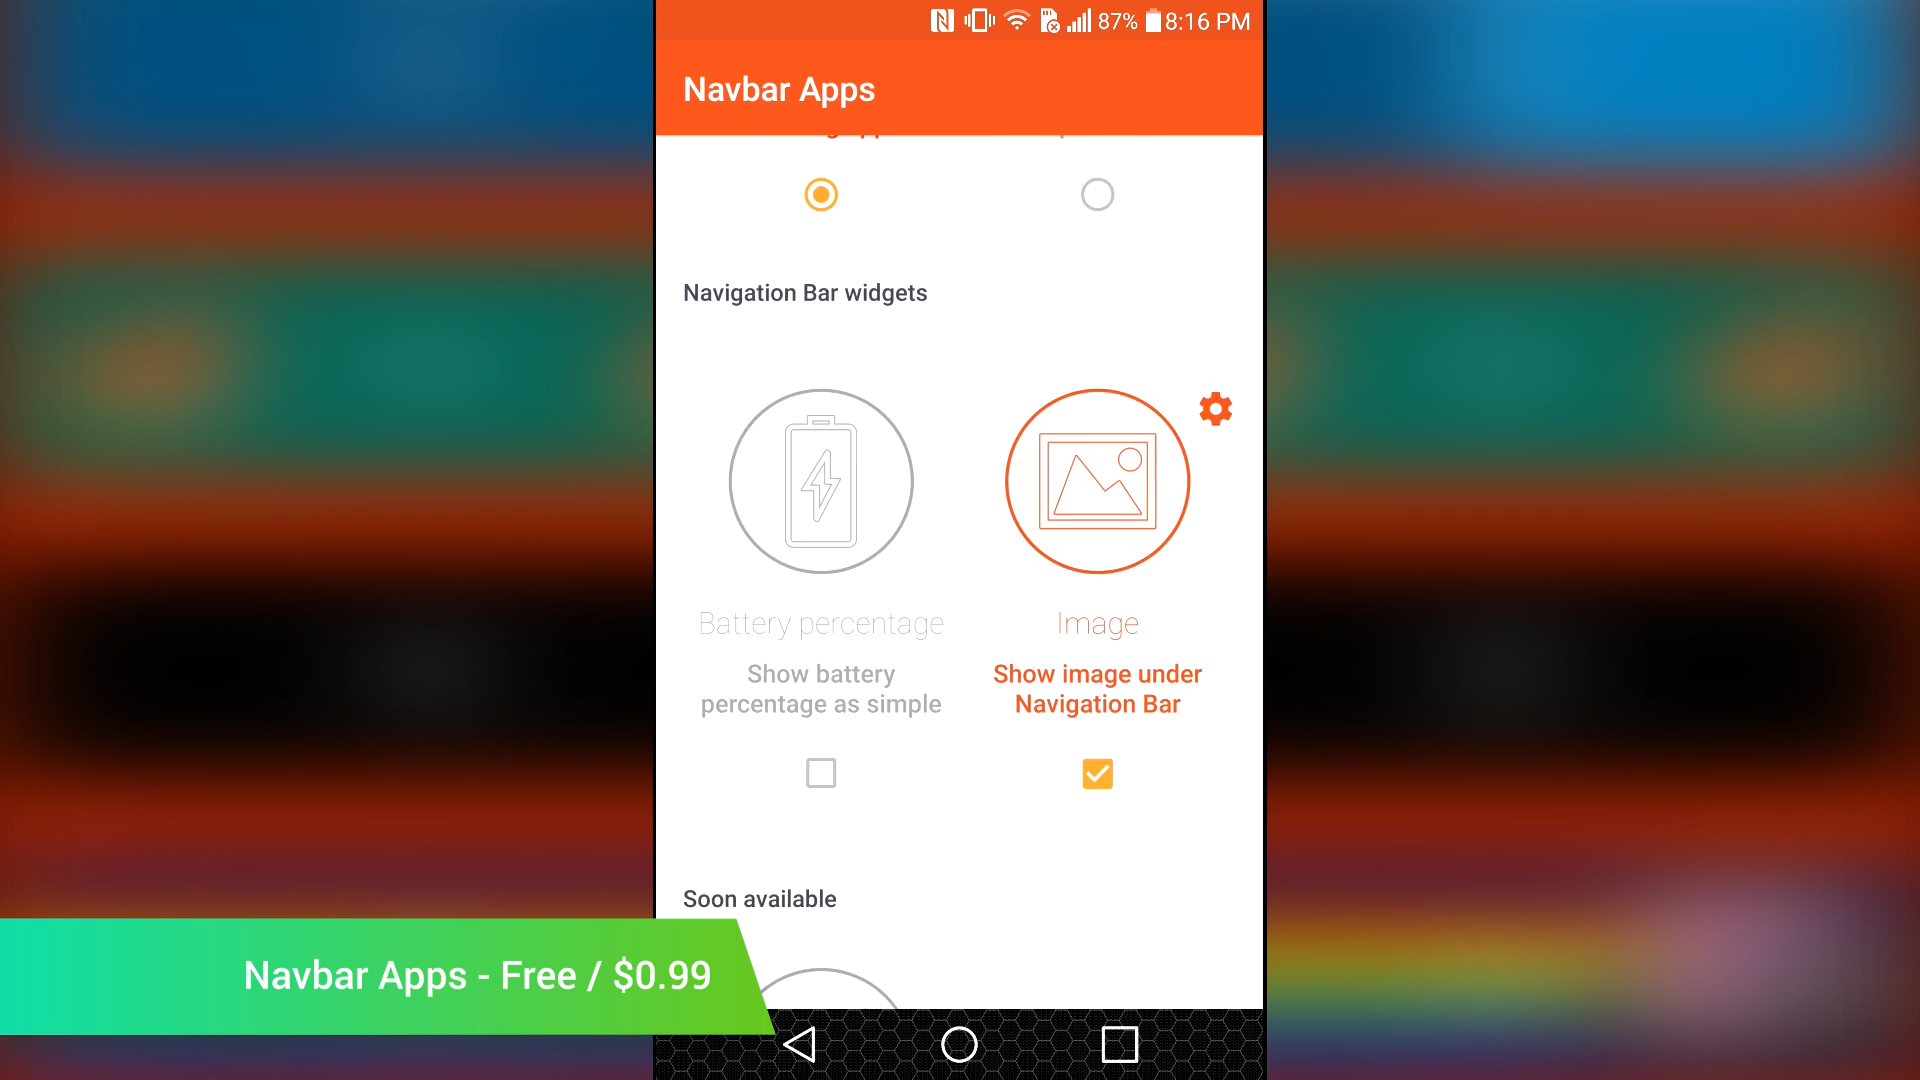 87% 8:16 PM
Navbar Apps
Navigation Bar widgets
Battery percentage
Image
Show battery
percentage as simple
Show image under
Navigation Bar
Soon available
Navbar Apps - Free / $0.99